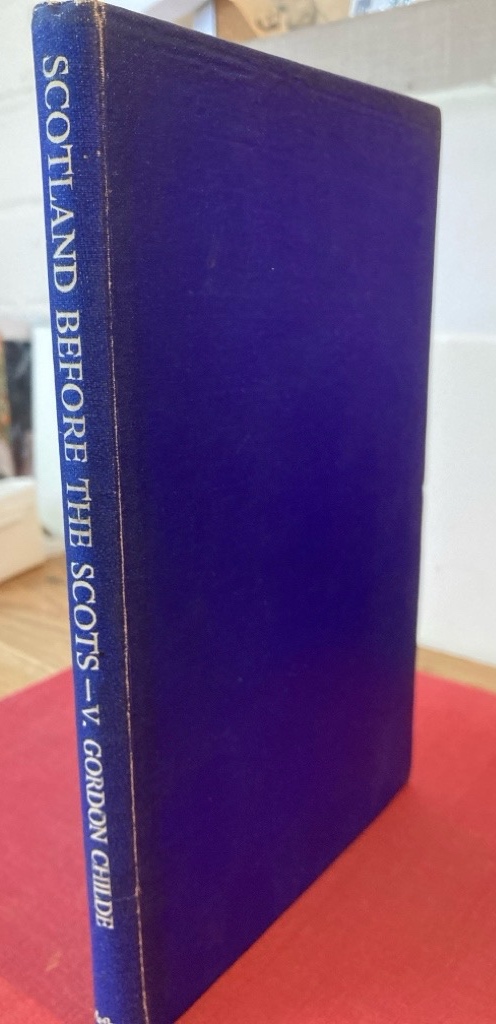 SCOTLAND BEFORE THE SCOTS — V. GORDON CHILDE